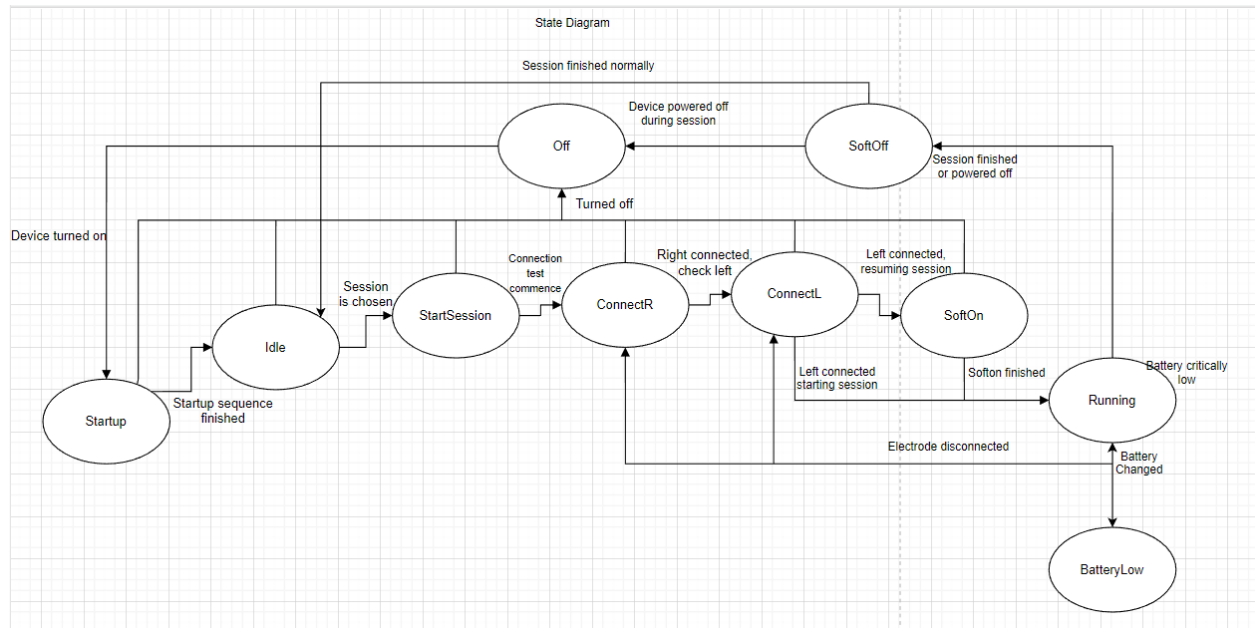 State Diagram
Session finished normally
Device powered off
during session
Off
SoftOff
Session finished
or powered off
Turned off
Device turned on
Connection
test
commence
Right connected,
check left
Left connected,
resuming session
Session
is chosen
ConnectL
ConnectR
StartSession
SoftOn
Idle
Left connected
starting session
Softon finished
Battery critically
low
Running
Startup sequence
finished
Startup
Electrode disconnected
Battery
Changed
BatteryLow